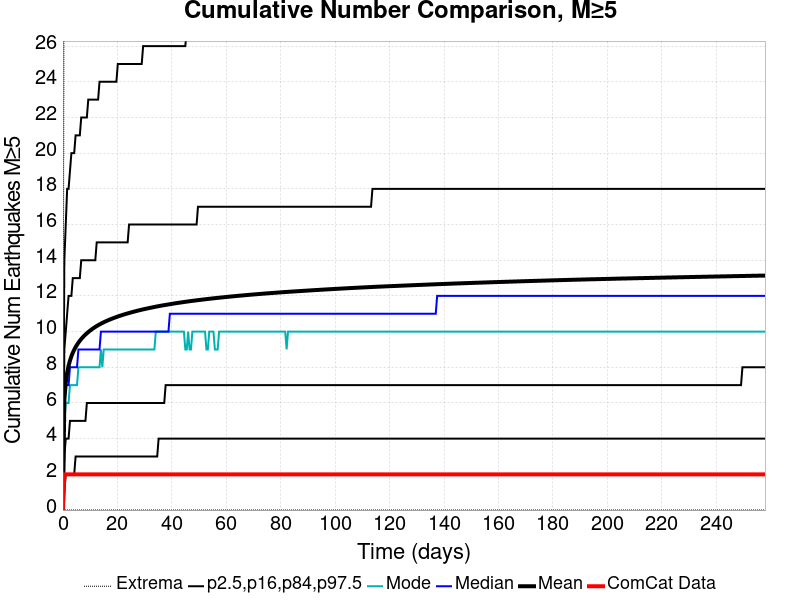 Cumulative Number Comparison, M≥5
Cumulative Num Earthquakes M≥5
26
24
22
20
18
16
14
12
10
8
6
4
2
0
0 20 40 60 80 100 120 140 160 180 200 220 240
Time (days)
Extrema p2.5,p16,p84,p97.5 Mode Median Mean ComCat Data